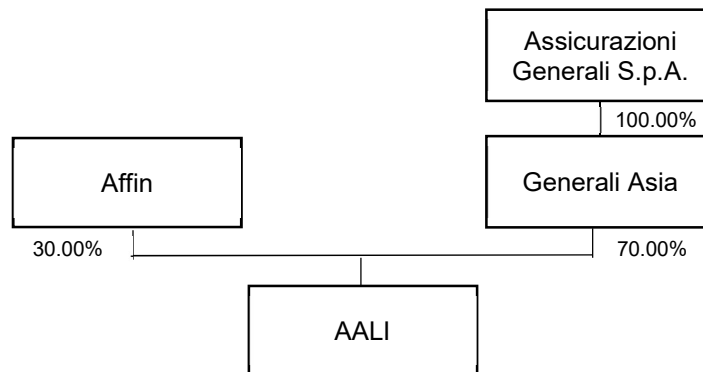 Assicurazioni
Generali S.p.A.
100.00%
Affin
Generali Asia
30.00%
70.00%
AALI